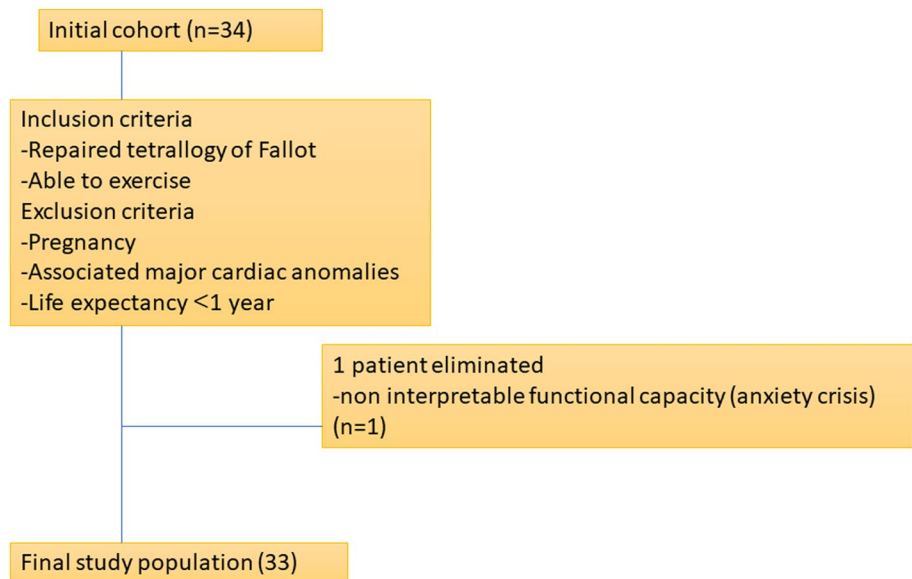 Initial cohort (n=34)
Inclusion criteria
-Repaired tetrallogy of Fallot
-Able to exercise
Exclusion criteria
-Pregnancy
-Associated major cardiac anomalies
-Life expectancy <1 year
1 patient eliminated
-non interpretable functional capacity (anxiety crisis)
(n=1)
Final study population (33)